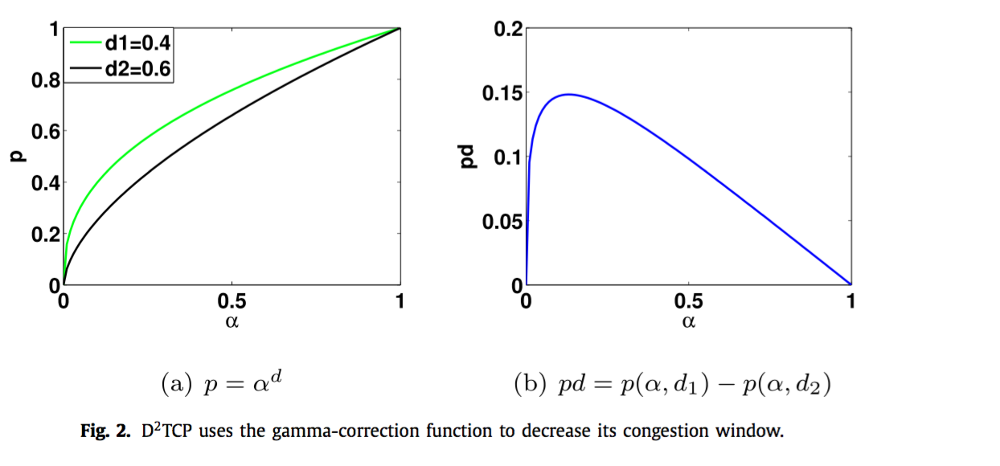 1
0.8
0.6
0.4
0.2
0
p
d1=0.4
d2=0.6
0 0.5 1
α
(a) p = α^d
0.2
0.15
0.1
0.05
0
pd
0 0.5 1
α
(b) pd = p(α, d₁) − p(α, d₂)
Fig. 2. D²TCP uses the gamma-correction function to decrease its congestion window.